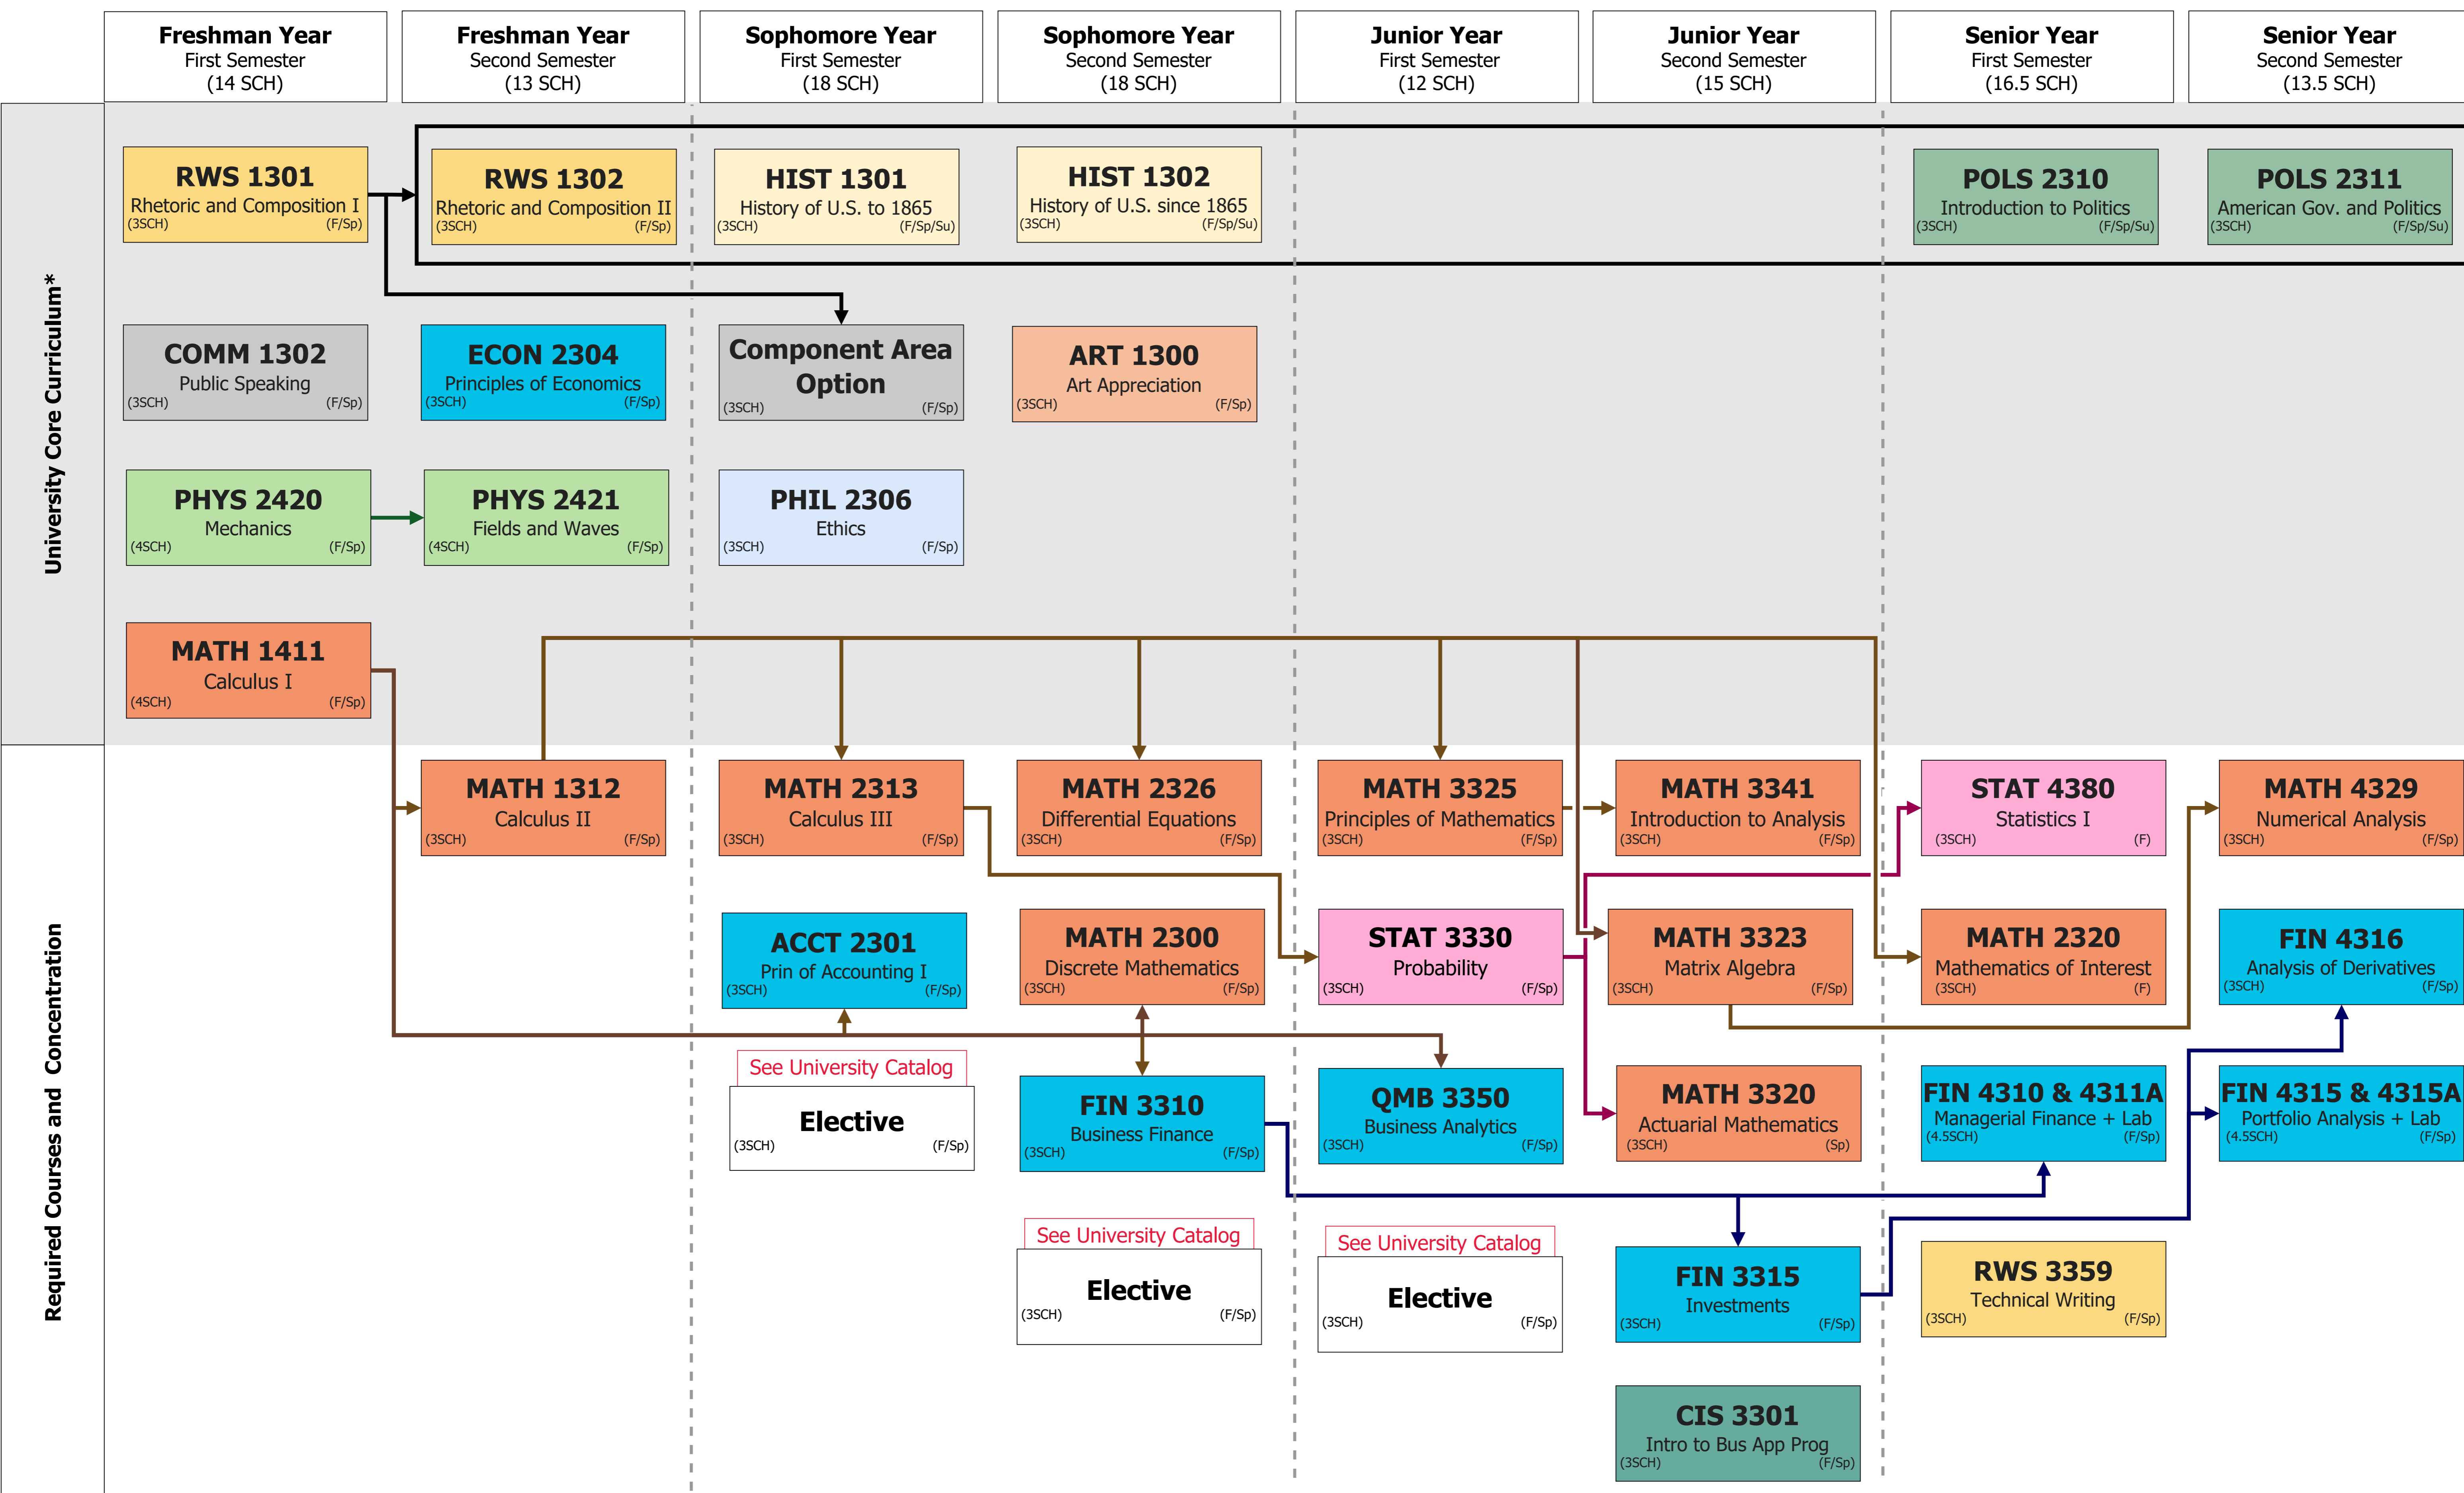 Freshman Year
First Semester
(14 SCH)
Freshman Year
Second Semester
(13 SCH)
Sophomore Year
First Semester
(18 SCH)
Sophomore Year
Second Semester
(18 SCH)
Junior Year
First Semester
(12 SCH)
Junior Year
Second Semester
(15 SCH)
Senior Year
First Semester
(16.5 SCH)
Senior Year
Second Semester
(13.5 SCH)
University Core Curriculum*
RWS 1301
Rhetoric and Composition I
(3SCH) (F/Sp)
RWS 1302
Rhetoric and Composition II
(3SCH) (F/Sp)
HIST 1301
History of U.S. to 1865
(3SCH) (F/Sp/Su)
HIST 1302
History of U.S. since 1865
(3SCH) (F/Sp/Su)
POLS 2310
Introduction to Politics
(3SCH) (F/Sp/Su)
POLS 2311
American Gov. and Politics
(3SCH) (F/Sp/Su)
COMM 1302
Public Speaking
(3SCH) (F/Sp)
ECON 2304
Principles of Economics
(3SCH) (F/Sp)
Component Area
Option
(3SCH) (F/Sp)
ART 1300
Art Appreciation
(3SCH) (F/Sp)
PHYS 2420
Mechanics
(4SCH) (F/Sp)
PHYS 2421
Fields and Waves
(4SCH) (F/Sp)
PHIL 2306
Ethics
(3SCH) (F/Sp)
MATH 1411
Calculus I
(4SCH) (F/Sp)
Required Courses and Concentration
MATH 1312
Calculus II
(3SCH) (F/Sp)
MATH 2313
Calculus III
(3SCH) (F/Sp)
MATH 2326
Differential Equations
(3SCH) (F/Sp)
MATH 3325
Principles of Mathematics
(3SCH) (F/Sp)
MATH 3341
Introduction to Analysis
(3SCH) (F/Sp)
STAT 4380
Statistics I
(3SCH) (F)
MATH 4329
Numerical Analysis
(3SCH) (F/Sp)
ACCT 2301
Prin of Accounting I
(3SCH) (F/Sp)
MATH 2300
Discrete Mathematics
(3SCH) (F/Sp)
STAT 3330
Probability
(3SCH) (F/Sp)
MATH 3323
Matrix Algebra
(3SCH) (F/Sp)
MATH 2320
Mathematics of Interest
(3SCH) (F)
FIN 4316
Analysis of Derivatives
(3SCH) (F/Sp)
See University Catalog
Elective
(3SCH) (F/Sp)
FIN 3310
Business Finance
(3SCH) (F/Sp)
QMB 3350
Business Analytics
(3SCH) (F/Sp)
MATH 3320
Actuarial Mathematics
(3SCH) (Sp)
FIN 4310 & 4311A
Managerial Finance + Lab
(4.5SCH) (F/Sp)
FIN 4315 & 4315A
Portfolio Analysis + Lab
(4.5SCH) (F/Sp)
See University Catalog
Elective
(3SCH) (F/Sp)
See University Catalog
Elective
(3SCH) (F/Sp)
FIN 3315
Investments
(3SCH) (F/Sp)
RWS 3359
Technical Writing
(3SCH) (F/Sp)
CIS 3301
Intro to Bus App Prog
(3SCH) (F/Sp)